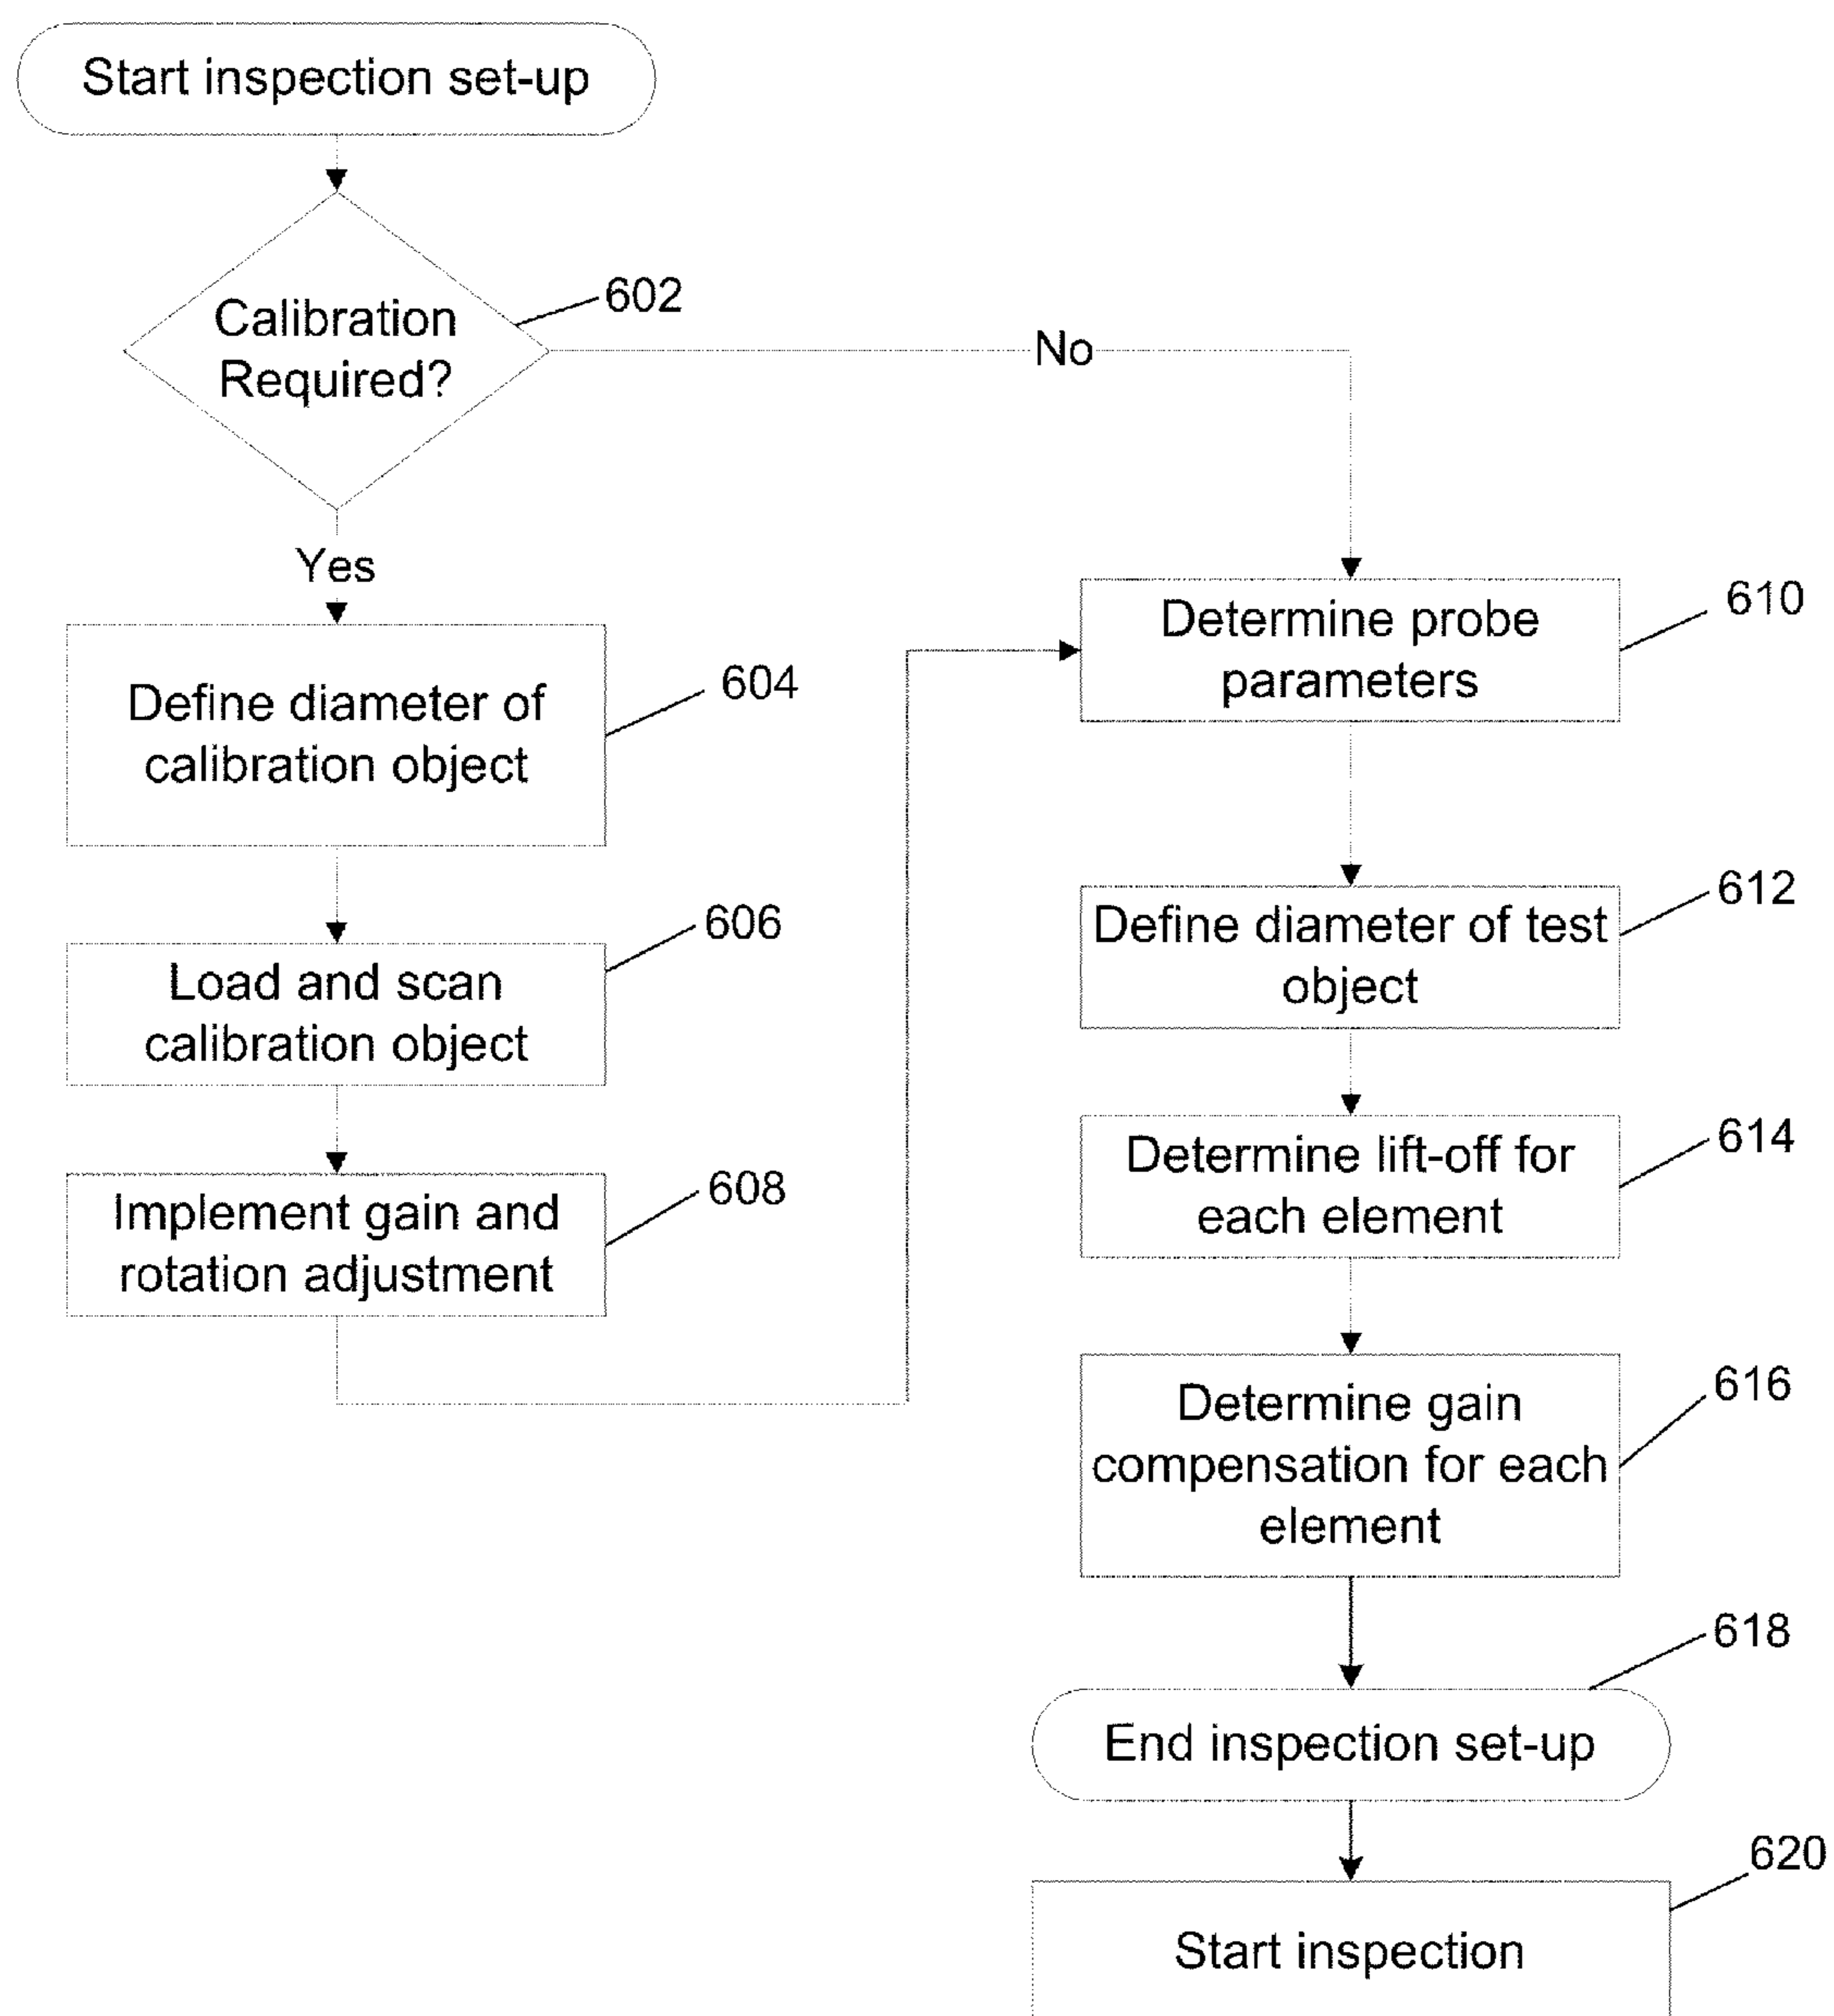 Start inspection set-up
Calibration
Required?
602
No
Yes
Define diameter of
calibration object
604
Load and scan
calibration object
606
Implement gain and
rotation adjustment
608
Determine probe
parameters
610
Define diameter of test
object
612
Determine lift-off for
each element
614
Determine gain
compensation for each
element
616
618
End inspection set-up
620
Start inspection